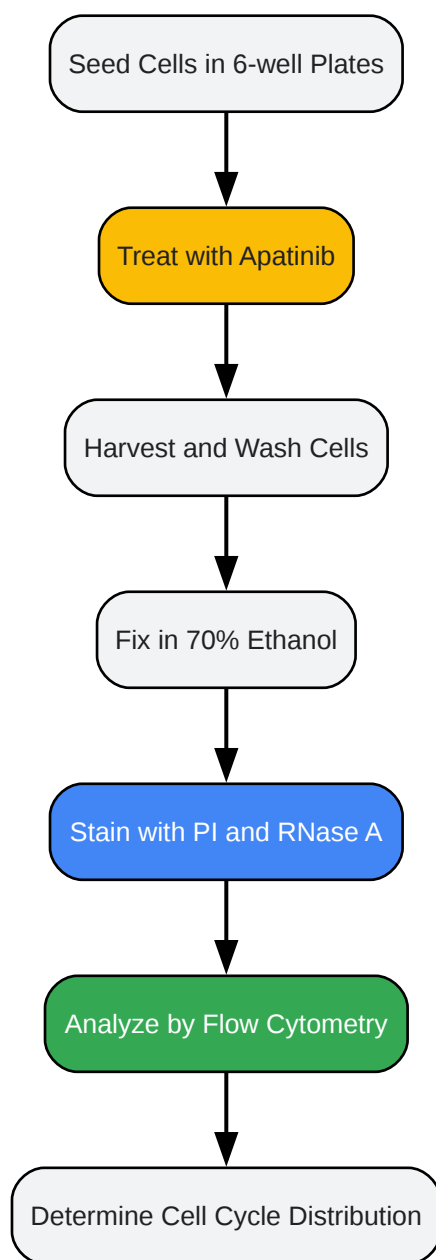 Seed Cells in 6-well Plates
Treat with Apatinib
Harvest and Wash Cells
Fix in 70% Ethanol
Stain with PI and RNase A
Analyze by Flow Cytometry
Determine Cell Cycle Distribution